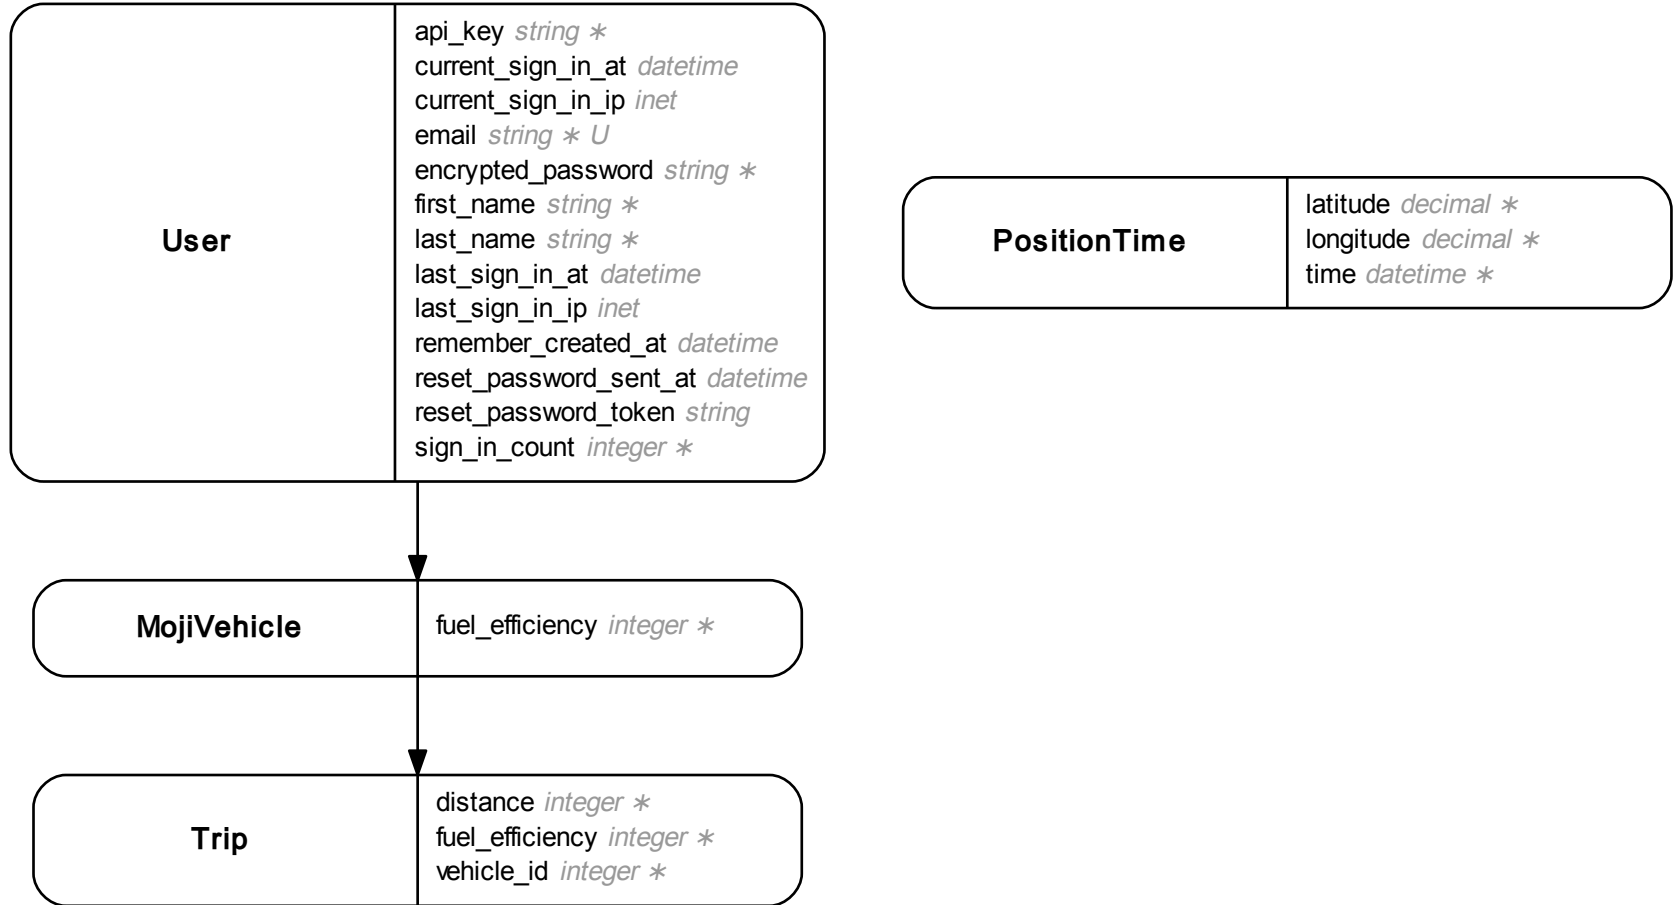 User
api_key string ∗
current_sign_in_at datetime
current_sign_in_ip inet
email string ∗ U
encrypted_password string ∗
first_name string ∗
last_name string ∗
last_sign_in_at datetime
last_sign_in_ip inet
remember_created_at datetime
reset_password_sent_at datetime
reset_password_token string
sign_in_count integer ∗
PositionTime
latitude decimal ∗
longitude decimal ∗
time datetime ∗
MojiVehicle
fuel_efficiency integer ∗
Trip
distance integer ∗
fuel_efficiency integer ∗
vehicle_id integer ∗